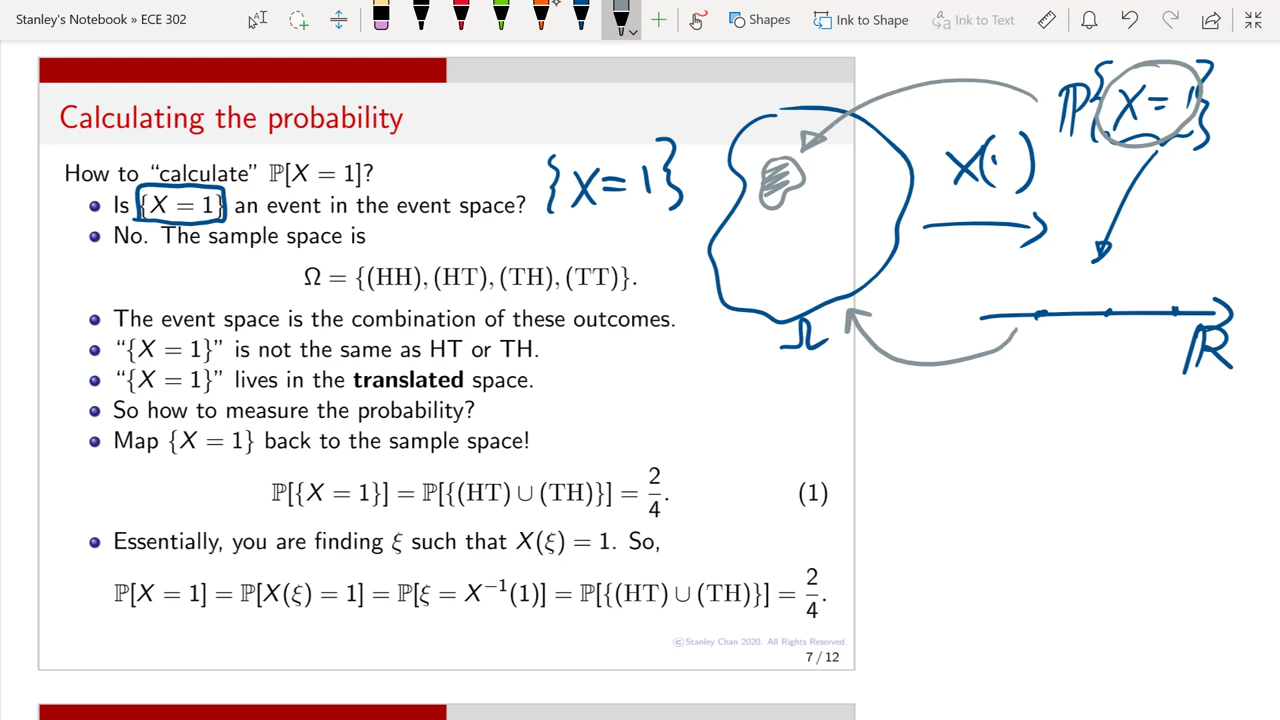 Stanley's Notebook » ECE 302
Shapes
Ink to Shape
Ink to Text
Calculating the probability
How to “calculate” ℙ[X = 1]?
Is {X = 1} an event in the event space?
No. The sample space is
Ω = {(HH), (HT), (TH), (TT)}.
The event space is the combination of these outcomes.
“{X = 1}” is not the same as HT or TH.
“{X = 1}” lives in the translated space.
So how to measure the probability?
Map {X = 1} back to the sample space!
ℙ[{X = 1}] = ℙ[{(HT) ∪ (TH)}] = 2/4. (1)
Essentially, you are finding ξ such that X(ξ) = 1. So,
ℙ[X = 1] = ℙ[X(ξ) = 1] = ℙ[ξ = X⁻¹(1)] = ℙ[{(HT) ∪ (TH)}] = 2/4.
©Stanley Chan 2020. All Rights Reserved.
7 / 12
{X = 1}
Ω
X(·)
ℙ{X = 1}
ℝ